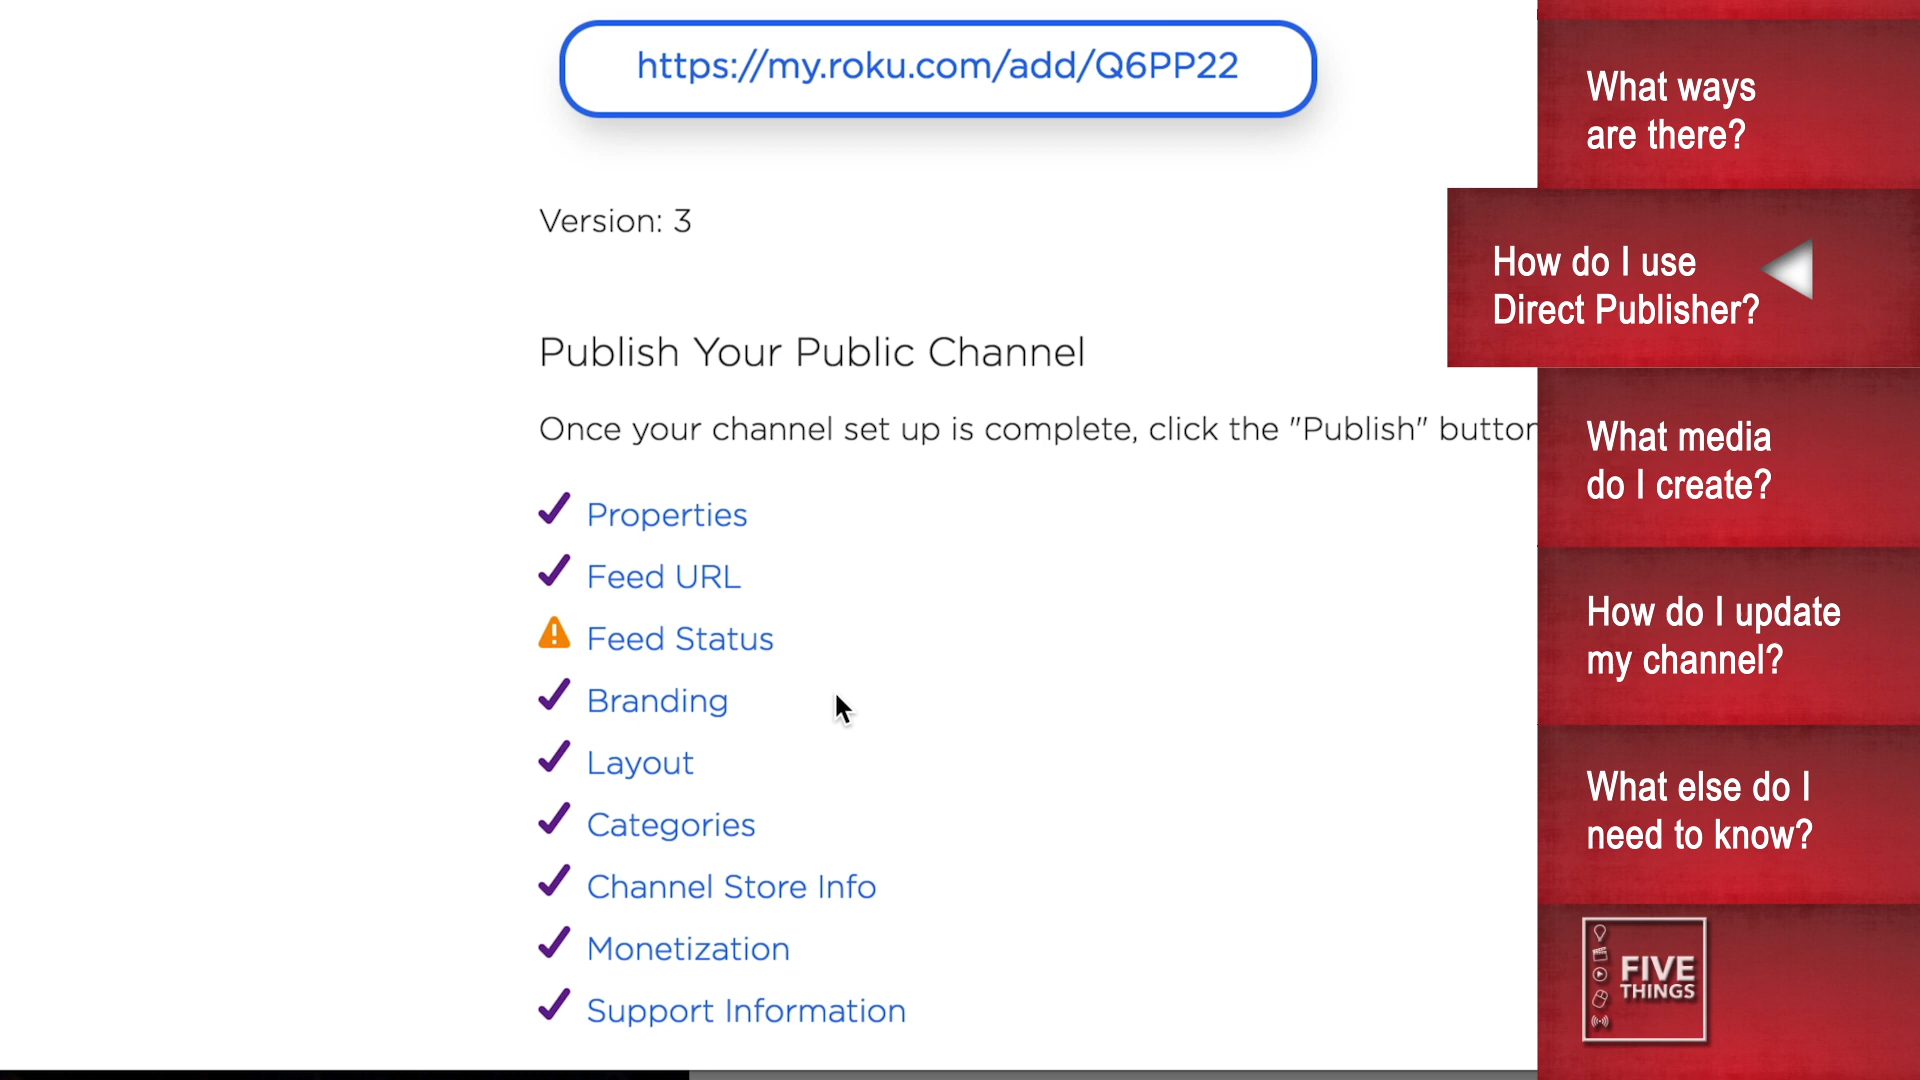 https://my.roku.com/add/Q6PP22
Version: 3
Publish Your Public Channel
Once your channel set up is complete, click the "Publish" button
Properties
Feed URL
Feed Status
Branding
Layout
Categories
Channel Store Info
Monetization
Support Information
What ways
are there?
How do I use
Direct Publisher?
What media
do I create?
How do I update
my channel?
What else do I
need to know?
FIVE
THINGS